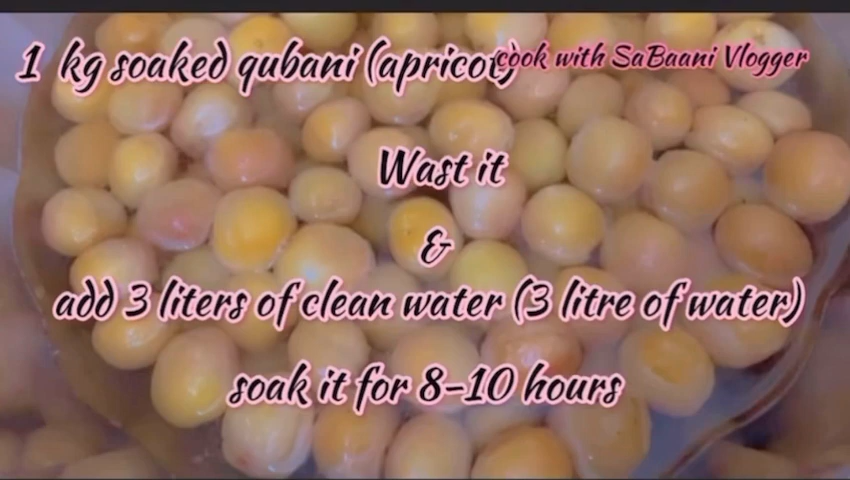 1 kg soaked qubani (apricot)
cook with SaBaani Vlogger
Wast it
&
add 3 liters of clean water (3 litre of water)
soak it for 8-10 hours